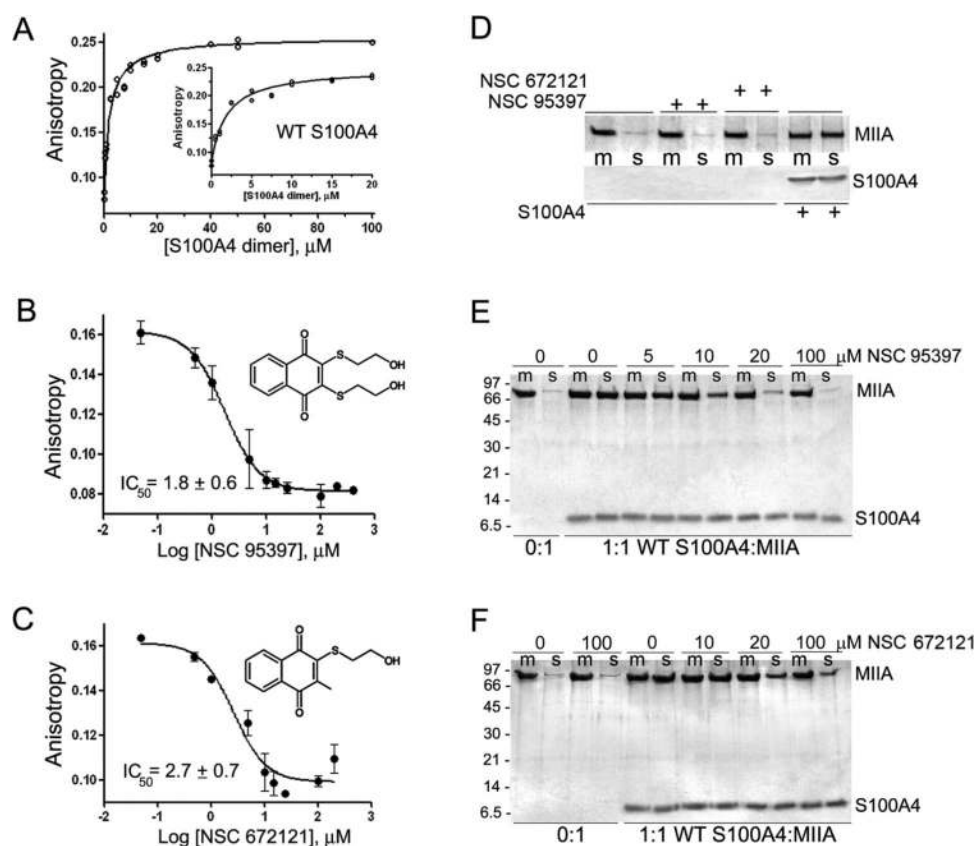 A
Anisotropy
0.25
0.20
0.15
0.10
0.25
0.20
0.15
0.10
Anisotropy
WT S100A4
0 5 10 15 20
[S100A4 dimer], μM
0 20 40 60 80 100
[S100A4 dimer], μM
B
Anisotropy
0.16
0.14
0.12
0.10
0.08
O
S OH
S OH
O
IC50 = 1.8 ± 0.6
-2 -1 0 1 2 3
Log [NSC 95397], μM
C
Anisotropy
0.16
0.14
0.12
0.10
O
S OH
O
IC50 = 2.7 ± 0.7
-2 -1 0 1 2 3
Log [NSC 672121], μM
D
NSC 672121 + +
NSC 95397 + +
MIIA
m s m s m s m s
S100A4
S100A4 + +
E
0 0 5 10 20 100 μM NSC 95397
m s m s m s m s m s m s
97 -
66 -
45 -
30 -
21 -
14 -
6.5 -
MIIA
S100A4
0:1 1:1 WT S100A4:MIIA
F
0 100 0 10 20 100 μM NSC 672121
m s m s m s m s m s m s
97 -
66 -
45 -
30 -
21 -
14 -
6.5 -
MIIA
S100A4
0:1 1:1 WT S100A4:MIIA